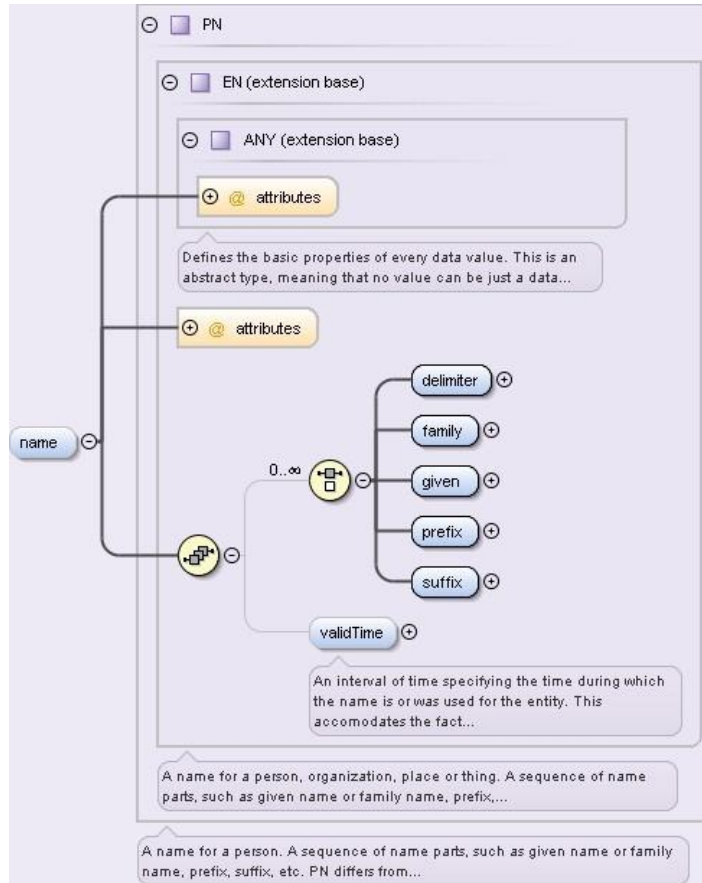 PN
EN (extension base)
ANY (extension base)
@ attributes
Defines the basic properties of every data value. This is an
abstract type, meaning that no value can be just a data...
@ attributes
delimiter
family
name
0..∞
given
prefix
suffix
validTime
An interval of time specifying the time during which
the name is or was used for the entity. This
accomodates the fact...
A name for a person, organization, place or thing. A sequence of name
parts, such as given name or family name, prefix,...
A name for a person. A sequence of name parts, such as given name or family
name, prefix, suffix, etc. PN differs from...